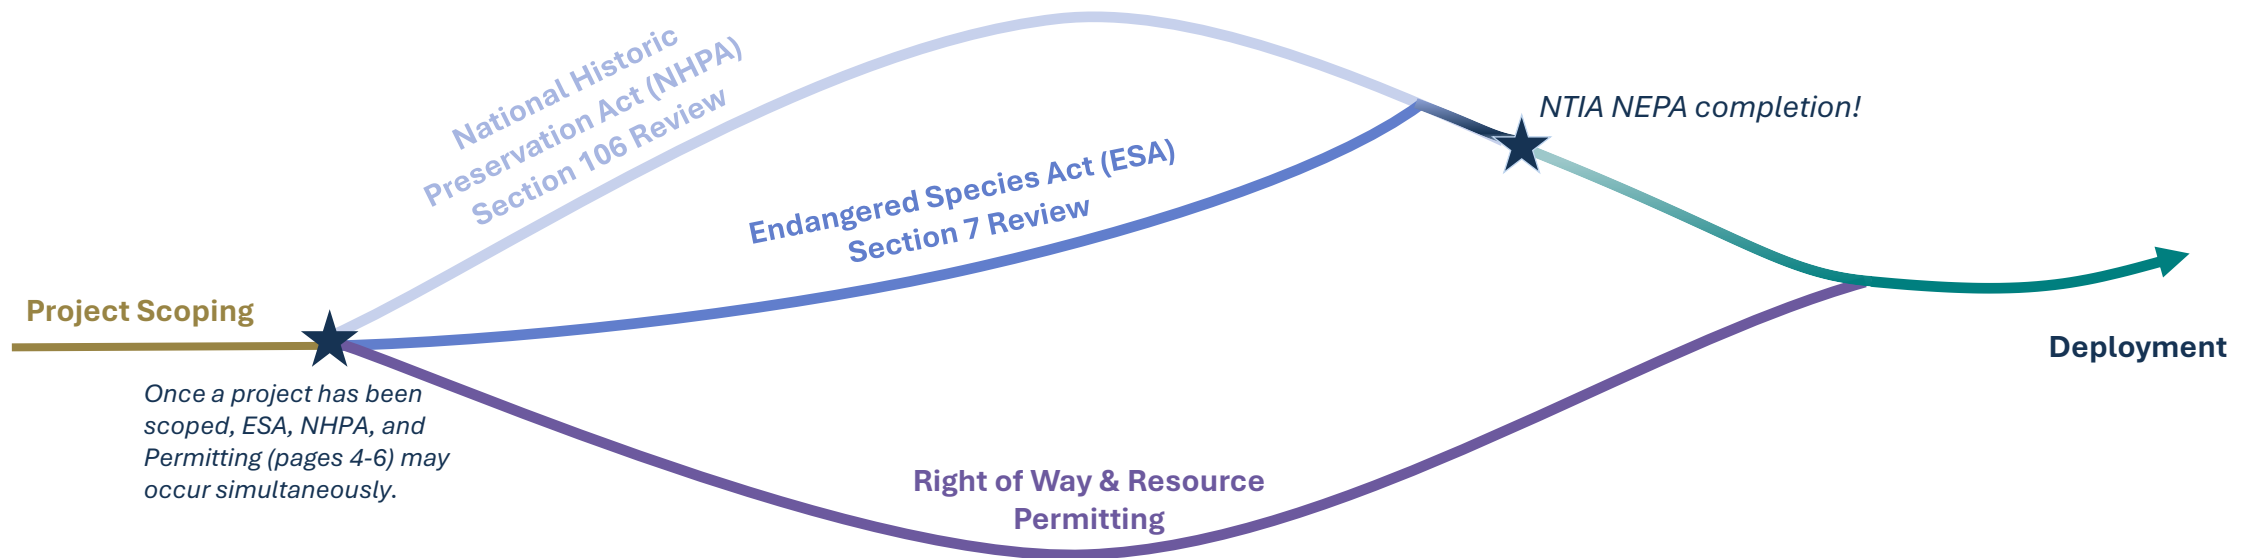 National Historic
Preservation Act (NHPA)
Section 106 Review
NTIA NEPA completion!
Endangered Species Act (ESA)
Section 7 Review
Project Scoping
Once a project has been
scoped, ESA, NHPA, and
Permitting (pages 4-6) may
occur simultaneously.
Deployment
Right of Way & Resource
Permitting